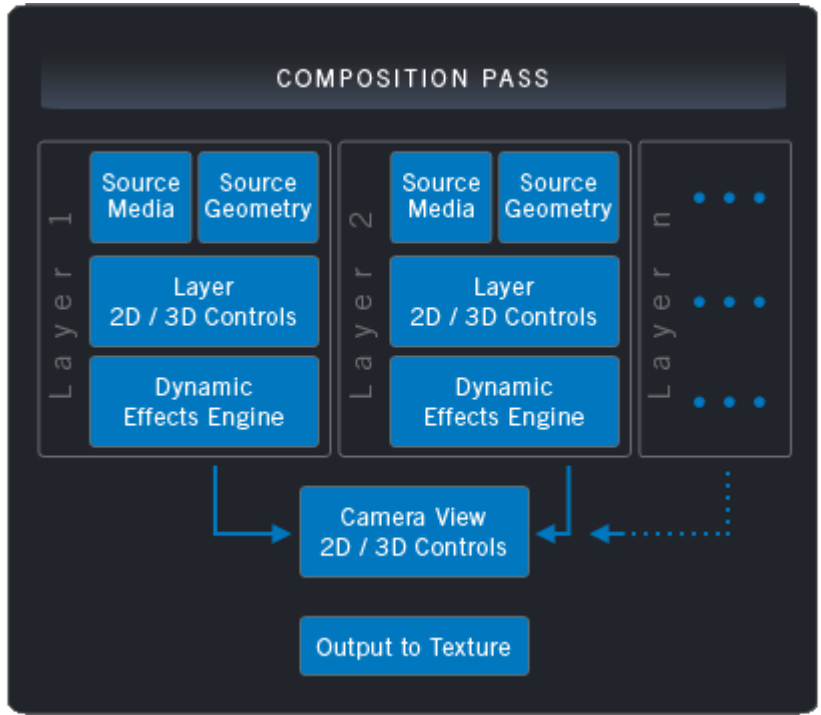 COMPOSITION PASS
Layer 1
Source
Media
Source
Geometry
Layer
2D / 3D Controls
Dynamic
Effects Engine
Layer 2
Source
Media
Source
Geometry
Layer
2D / 3D Controls
Dynamic
Effects Engine
Layer n
Camera View
2D / 3D Controls
Output to Texture